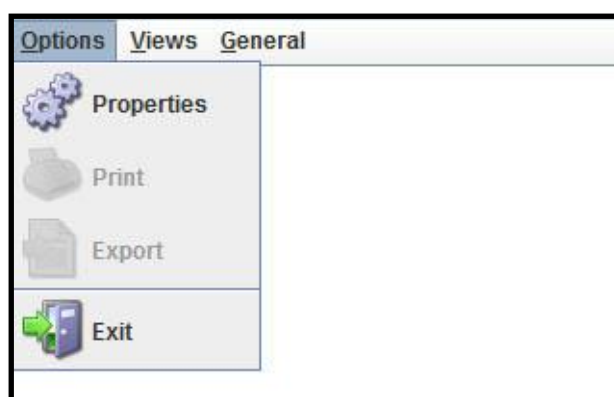 Options Views General
Properties
Print
Export
Exit